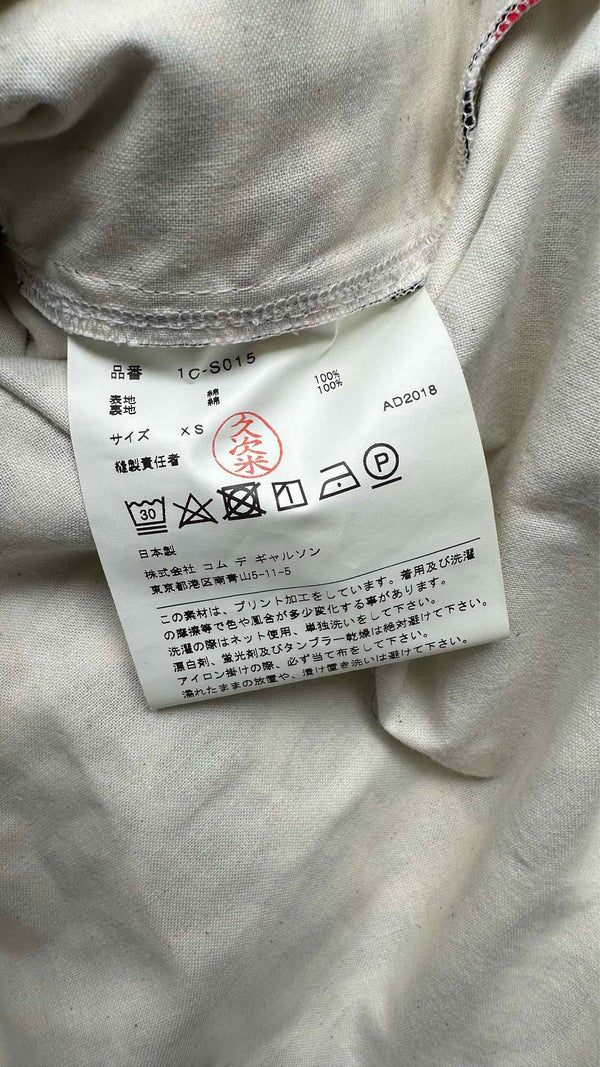 品番 1C-S015
表地 綿 100%
裏地 綿 100%
AD2018
サイズ XS
縫製責任者 久次米
30 P
日本製
株式会社 コム デ ギャルソン
東京都港区南青山5-11-5
この素材は、プリント加工をしています。着用及び洗濯
の摩擦等で色や風合が多少変化する事があります。
洗濯の際はネット使用、単独洗いをして下さい。
漂白剤、蛍光剤及びタンブラー乾燥は絶対避けて下さい。
アイロン掛けの際、必ず当て布をして下さい。
濡れたままの放置や、漬け置き洗いは避けて下さい。